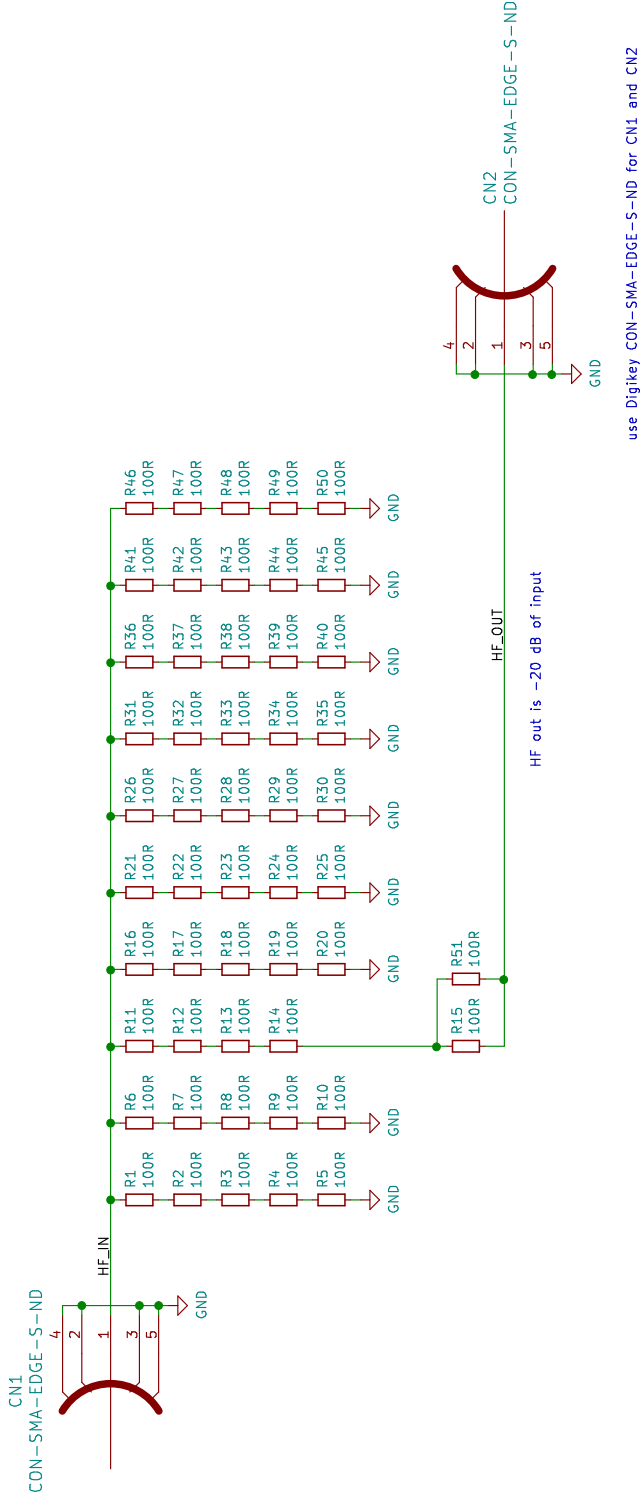 CN1
CON-SMA-EDGE-S-ND
4
2
1
3
5
GND
HF_IN
R1
100R
R2
100R
R3
100R
R4
100R
R5
100R
GND
R6
100R
R7
100R
R8
100R
R9
100R
R10
100R
GND
R11
100R
R12
100R
R13
100R
R14
100R
R15
100R
R51
100R
R16
100R
R17
100R
R18
100R
R19
100R
R20
100R
GND
R21
100R
R22
100R
R23
100R
R24
100R
R25
100R
GND
R26
100R
R27
100R
R28
100R
R29
100R
R30
100R
GND
R31
100R
R32
100R
R33
100R
R34
100R
R35
100R
GND
R36
100R
R37
100R
R38
100R
R39
100R
R40
100R
GND
R41
100R
R42
100R
R43
100R
R44
100R
R45
100R
GND
R46
100R
R47
100R
R48
100R
R49
100R
R50
100R
GND
HF_OUT
HF out is -20 dB of input
CN2
CON-SMA-EDGE-S-ND
4
2
1
3
5
GND
use Digikey CON-SMA-EDGE-S-ND for CN1 and CN2